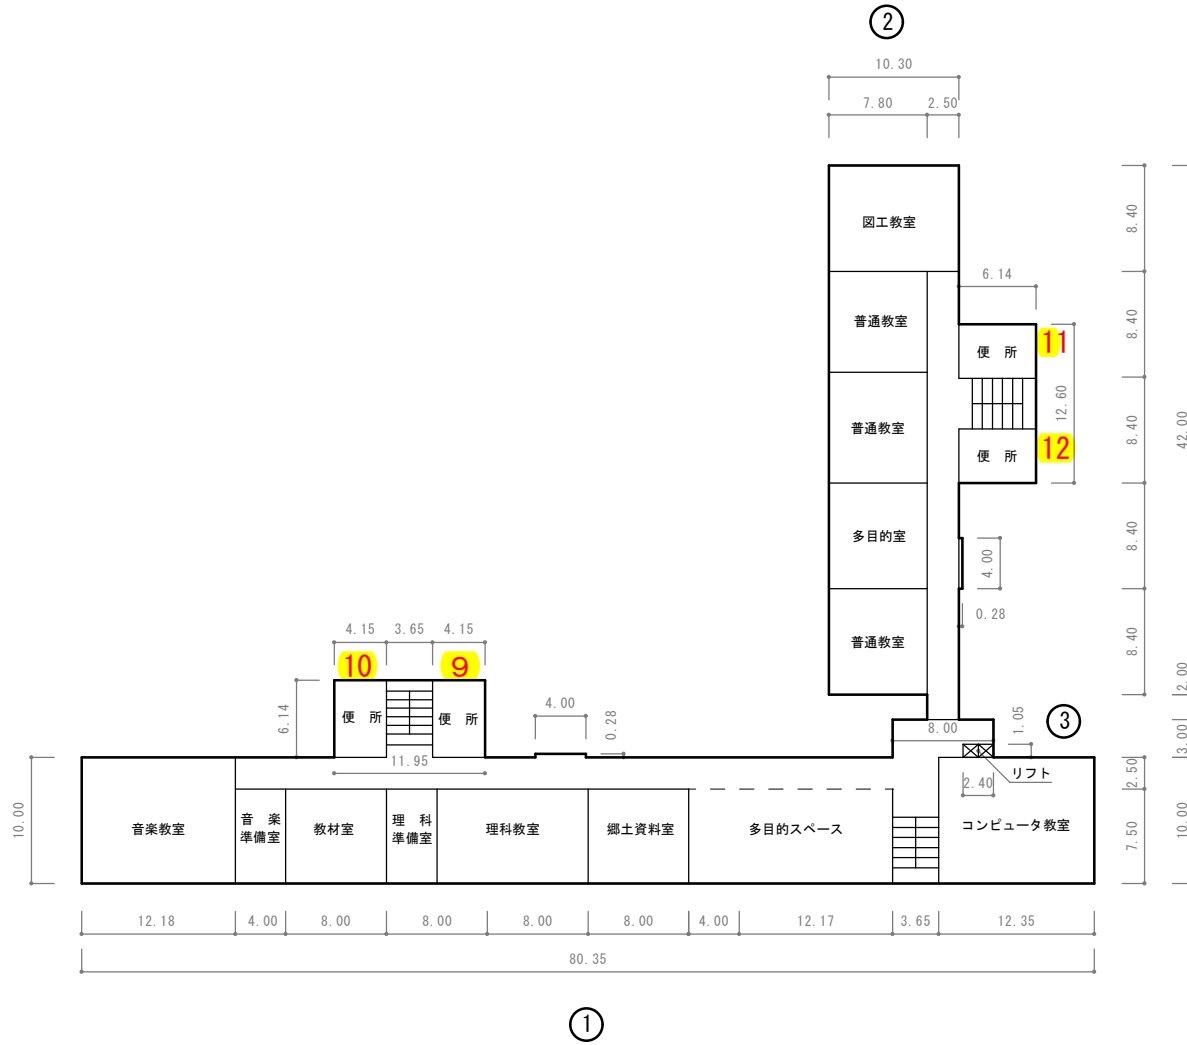 ②
10.30
7.80 2.50
8.40
図工教室
6.14
普通教室
8.40
便 所 11
12.60
普通教室
8.40
42.00
便 所 12
多目的室
4.00
8.40
0.28
普通教室
8.40
4.15 3.65 4.15
10 9
2.00
便 所 便 所
6.14
4.00
0.28
8.00
1.05
③
3.00
11.95
リフト
2.50
2.40
10.00
音楽教室
音 楽
準備室
教材室
理 科
準備室
理科教室
郷土資料室
多目的スペース
コンピュータ教室
7.50
10.00
12.18 4.00 8.00 8.00 8.00 8.00 4.00 12.17 3.65 12.35
80.35
①